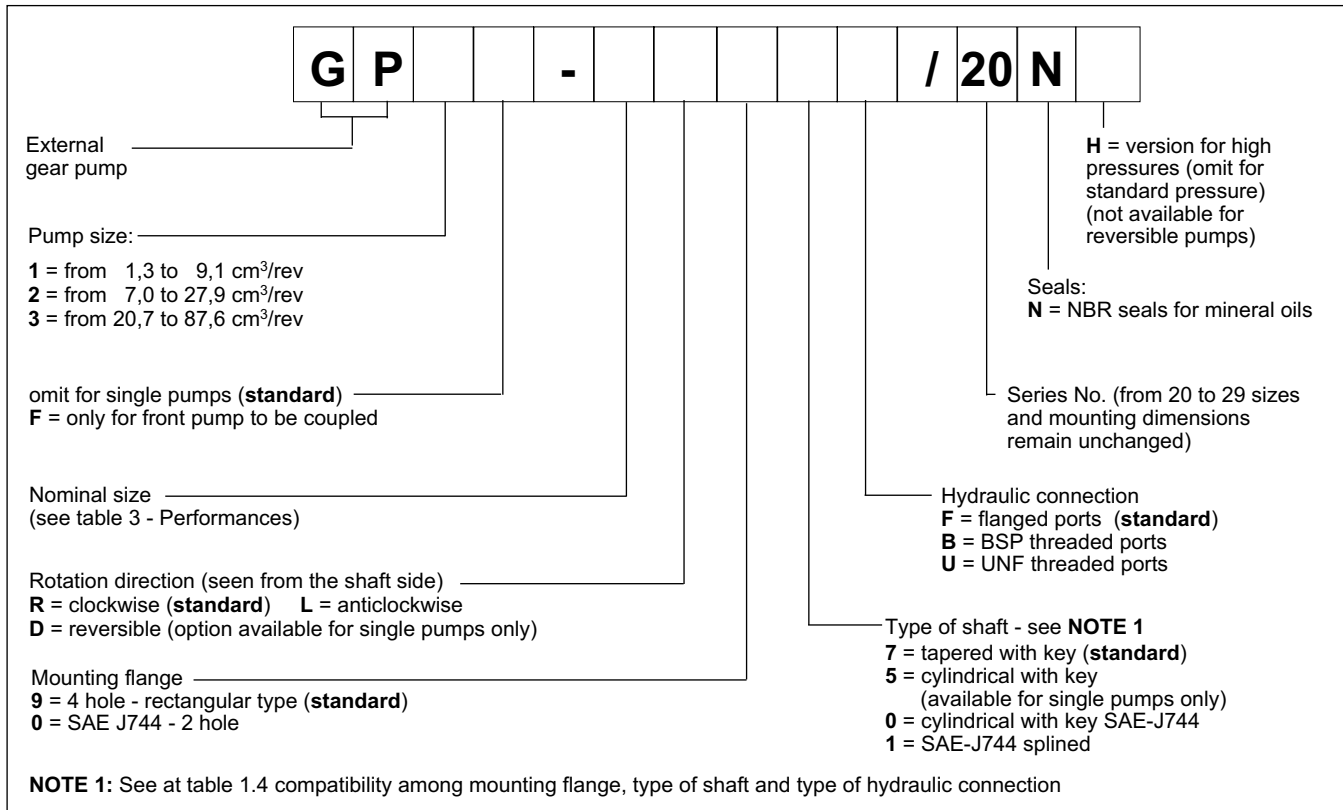 G P - / 20 N
External
gear pump
Pump size:
1 = from 1,3 to 9,1 cm³/rev
2 = from 7,0 to 27,9 cm³/rev
3 = from 20,7 to 87,6 cm³/rev
omit for single pumps (standard)
F = only for front pump to be coupled
Nominal size
(see table 3 - Performances)
Rotation direction (seen from the shaft side)
R = clockwise (standard) L = anticlockwise
D = reversible (option available for single pumps only)
Mounting flange
9 = 4 hole - rectangular type (standard)
0 = SAE J744 - 2 hole
H = version for high
pressures (omit for
standard pressure)
(not available for
reversible pumps)
Seals:
N = NBR seals for mineral oils
Series No. (from 20 to 29 sizes
and mounting dimensions
remain unchanged)
Hydraulic connection
F = flanged ports (standard)
B = BSP threaded ports
U = UNF threaded ports
Type of shaft - see NOTE 1
7 = tapered with key (standard)
5 = cylindrical with key
(available for single pumps only)
0 = cylindrical with key SAE-J744
1 = SAE-J744 splined
NOTE 1: See at table 1.4 compatibility among mounting flange, type of shaft and type of hydraulic connection